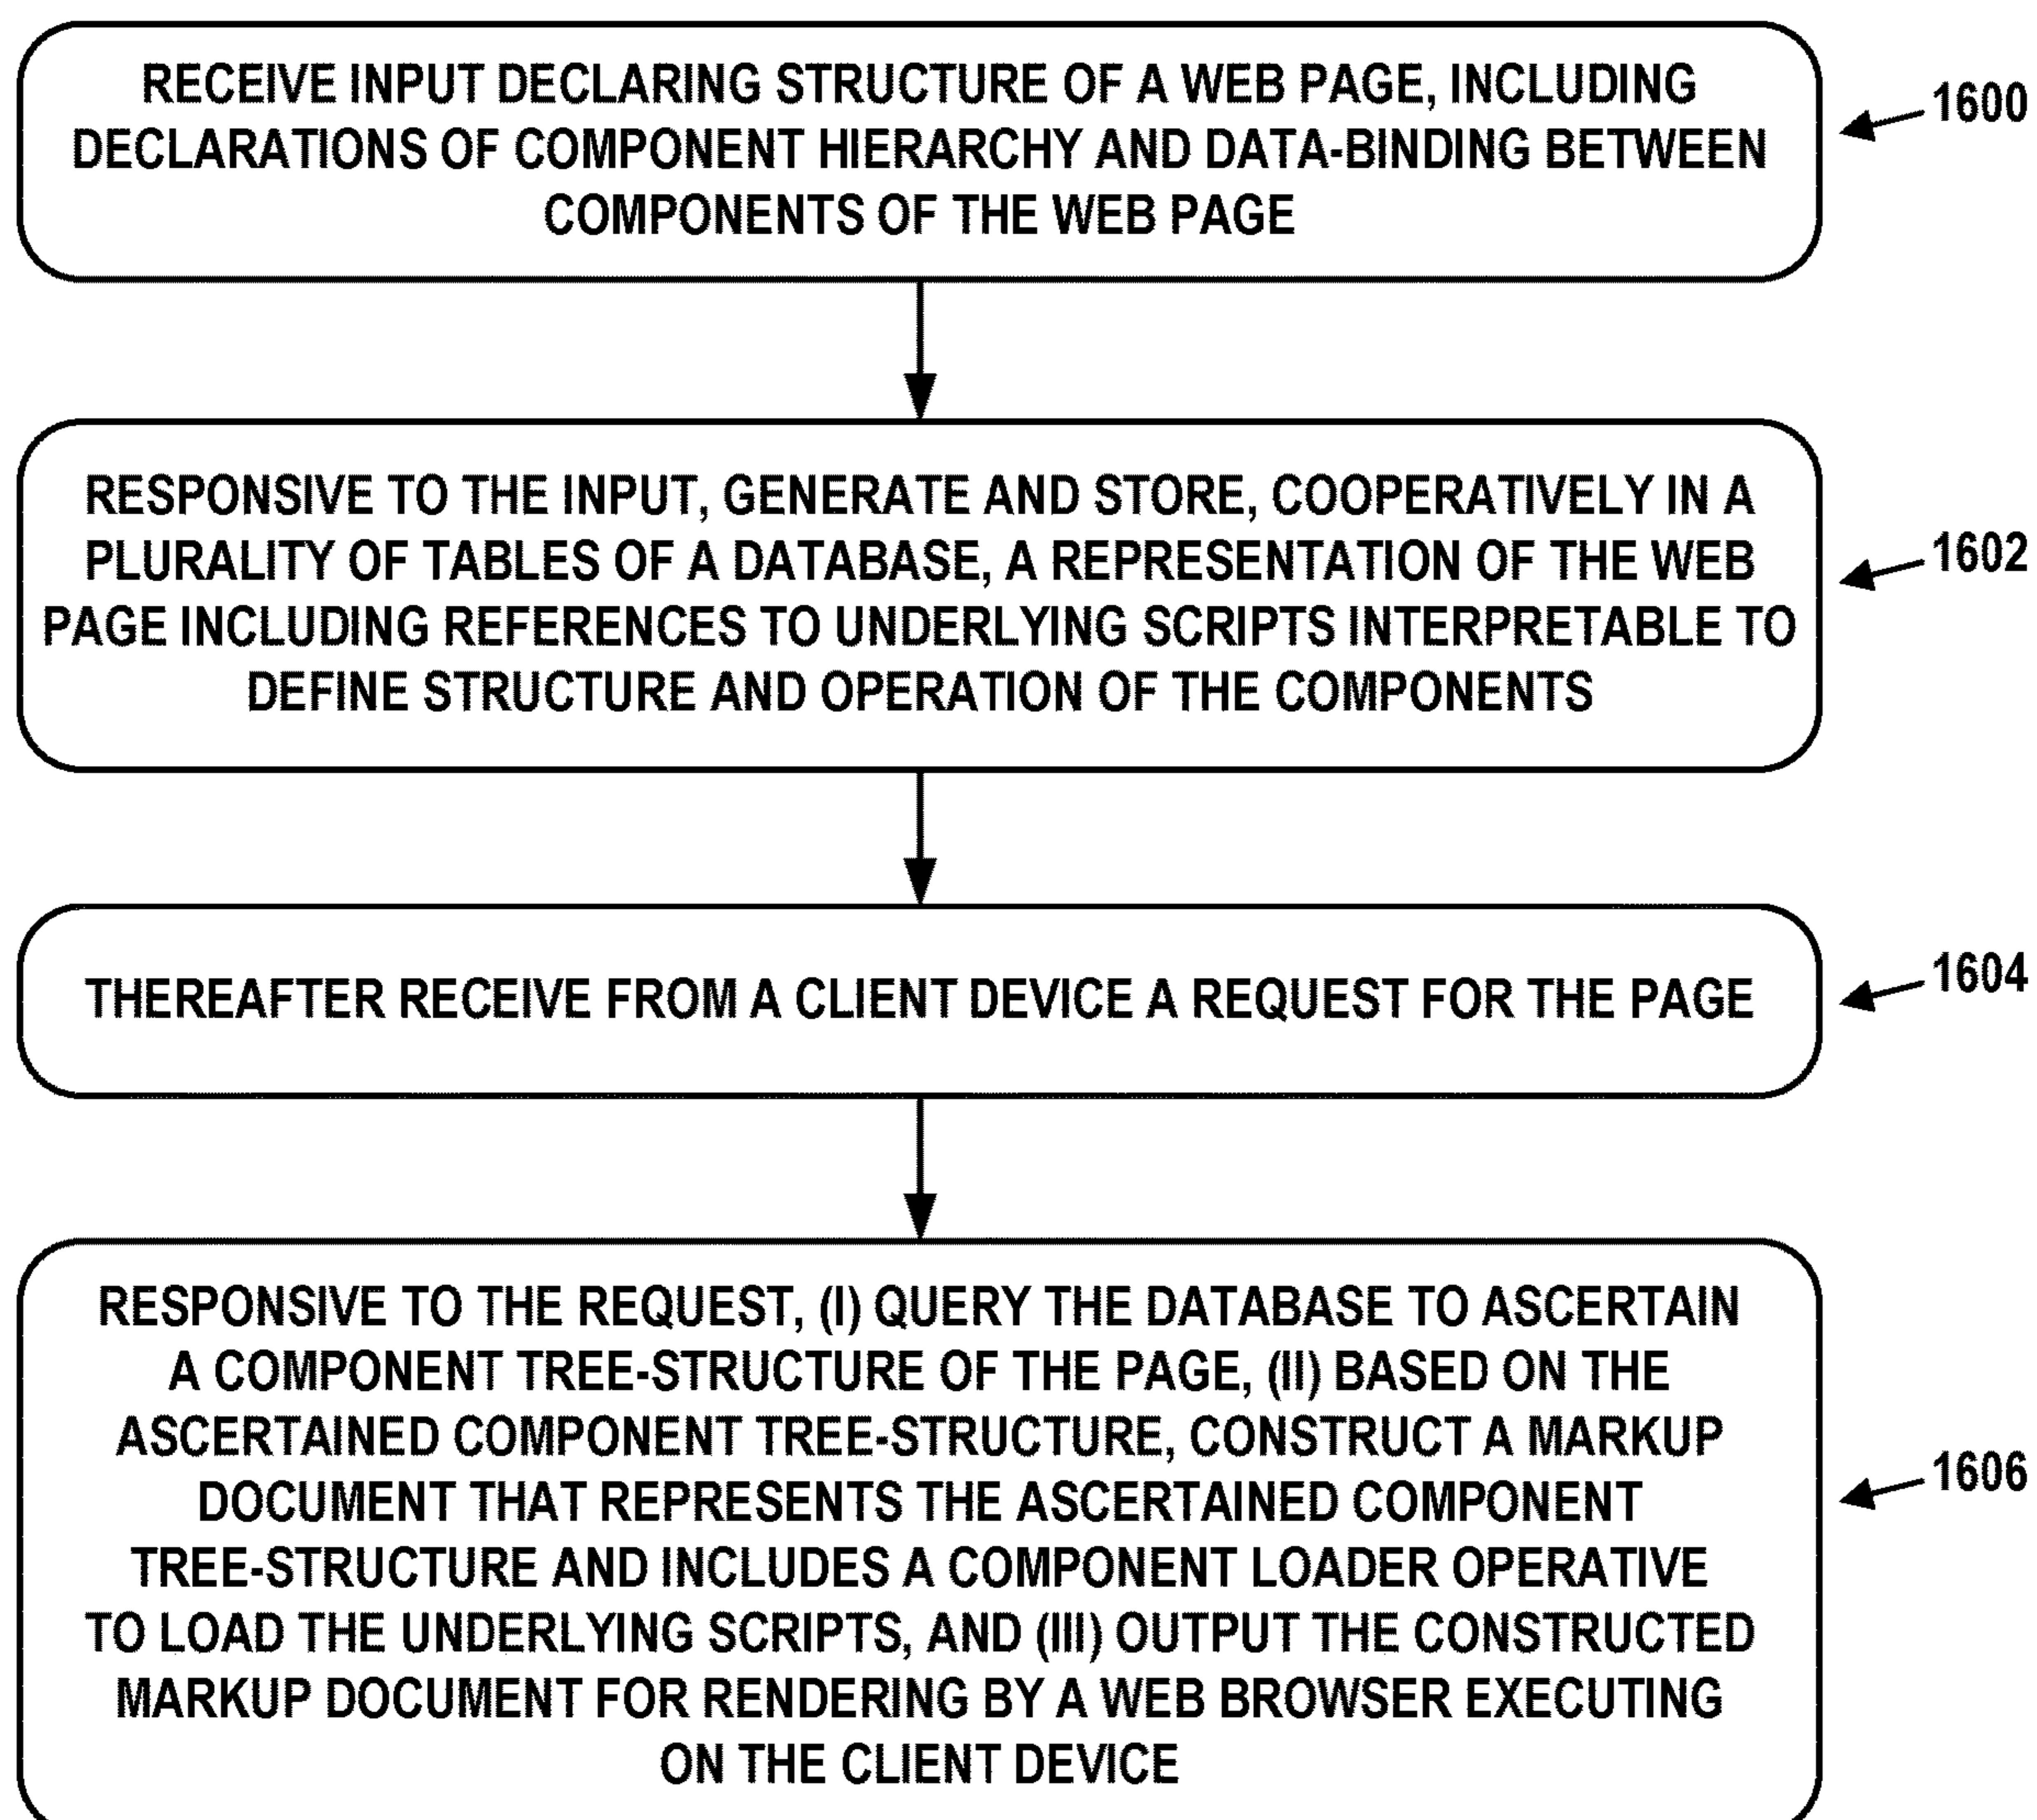 RECEIVE INPUT DECLARING STRUCTURE OF A WEB PAGE, INCLUDING
DECLARATIONS OF COMPONENT HIERARCHY AND DATA-BINDING BETWEEN
COMPONENTS OF THE WEB PAGE
1600
RESPONSIVE TO THE INPUT, GENERATE AND STORE, COOPERATIVELY IN A
PLURALITY OF TABLES OF A DATABASE, A REPRESENTATION OF THE WEB
PAGE INCLUDING REFERENCES TO UNDERLYING SCRIPTS INTERPRETABLE TO
DEFINE STRUCTURE AND OPERATION OF THE COMPONENTS
1602
THEREAFTER RECEIVE FROM A CLIENT DEVICE A REQUEST FOR THE PAGE
1604
RESPONSIVE TO THE REQUEST, (I) QUERY THE DATABASE TO ASCERTAIN
A COMPONENT TREE-STRUCTURE OF THE PAGE, (II) BASED ON THE
ASCERTAINED COMPONENT TREE-STRUCTURE, CONSTRUCT A MARKUP
DOCUMENT THAT REPRESENTS THE ASCERTAINED COMPONENT
TREE-STRUCTURE AND INCLUDES A COMPONENT LOADER OPERATIVE
TO LOAD THE UNDERLYING SCRIPTS, AND (III) OUTPUT THE CONSTRUCTED
MARKUP DOCUMENT FOR RENDERING BY A WEB BROWSER EXECUTING
ON THE CLIENT DEVICE
1606